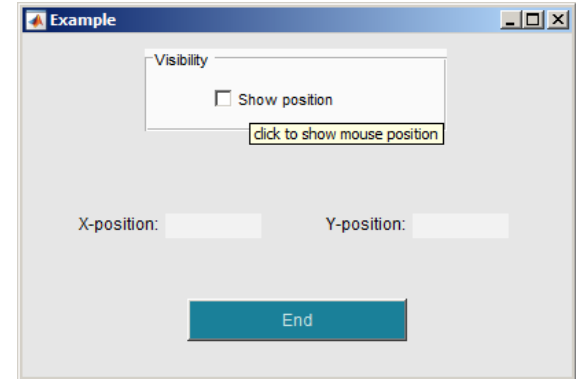 Example
Visibility
Show position
click to show mouse position
X-position:
Y-position:
End